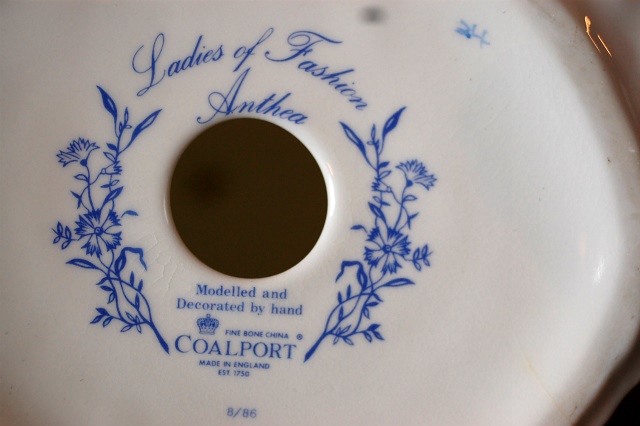 Ladies of Fashion
Anthea
Modelled and
Decorated by hand
FINE BONE CHINA ®
COALPORT
MADE IN ENGLAND
EST. 1750
8/86